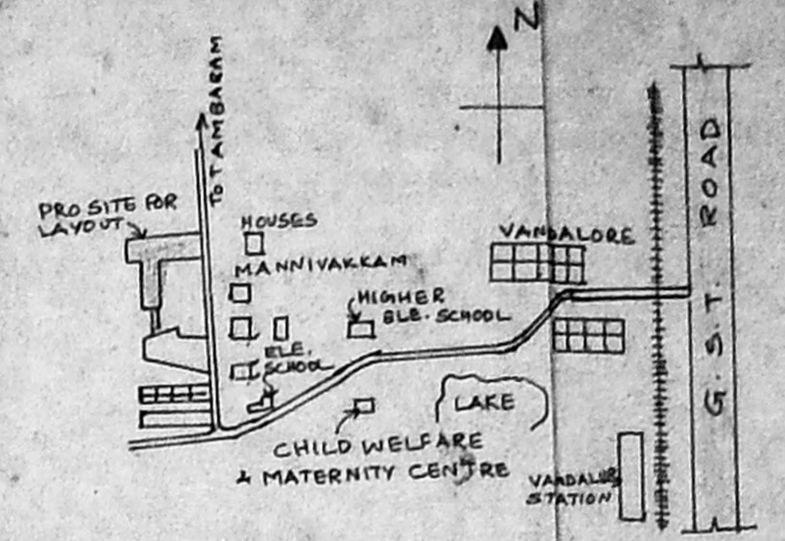 N
To TAMBARAM
PRO SITE FOR
LAYOUT
HOUSES
MANNIVAKKAM
VANDALORE
HIGHER
ELE. SCHOOL
ELE.
SCHOOL
LAKE
CHILD WELFARE
& MATERNITY CENTRE
VANDALUR
STATION
G.S.T. ROAD